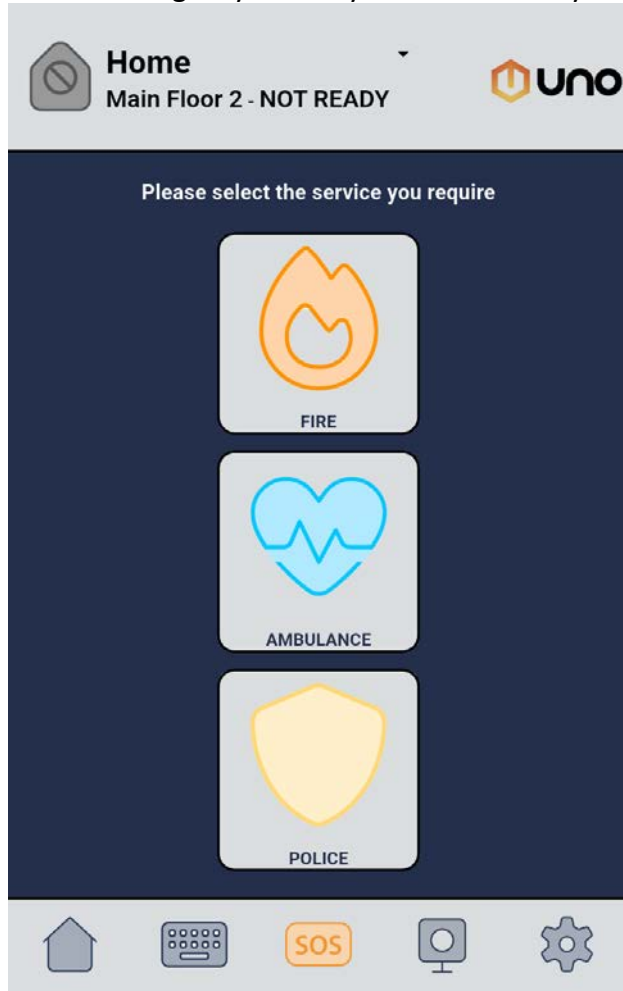 Home
Main Floor 2 - NOT READY
uno
Please select the service you require
FIRE
AMBULANCE
POLICE
SOS